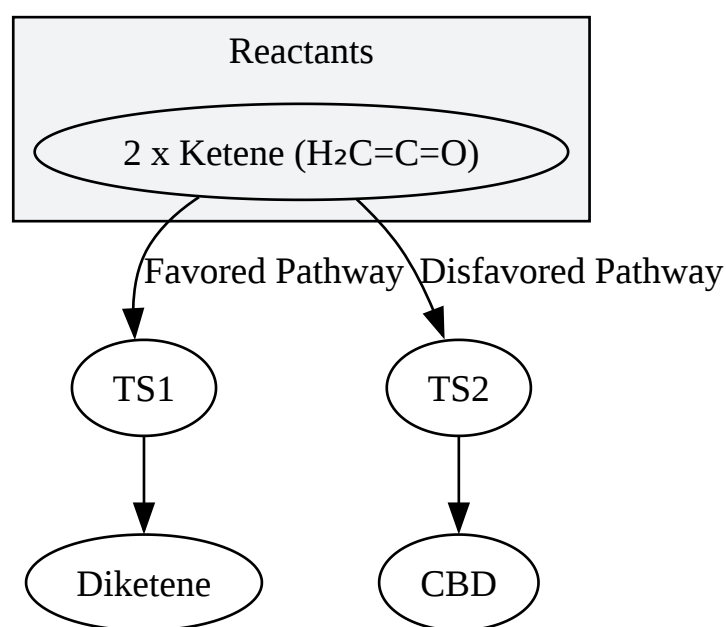 Reactants
2 x Ketene (H₂C=C=O)
Favored Pathway
Disfavored Pathway
TS1
TS2
Diketene
CBD